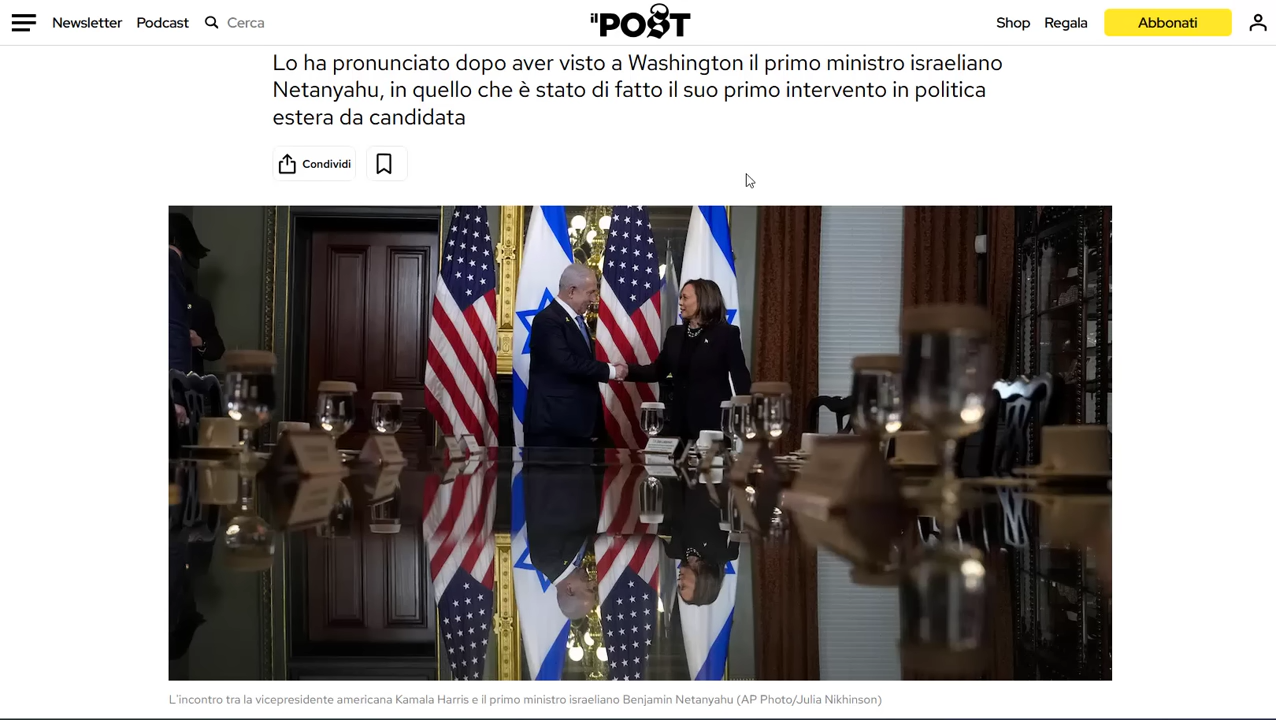 Newsletter Podcast Cerca il POST Shop Regala Abbonati
Lo ha pronunciato dopo aver visto a Washington il primo ministro israeliano
Netanyahu, in quello che è stato di fatto il suo primo intervento in politica
estera da candidata
Condividi
L'incontro tra la vicepresidente americana Kamala Harris e il primo ministro israeliano Benjamin Netanyahu (AP Photo/Julia Nikhinson)